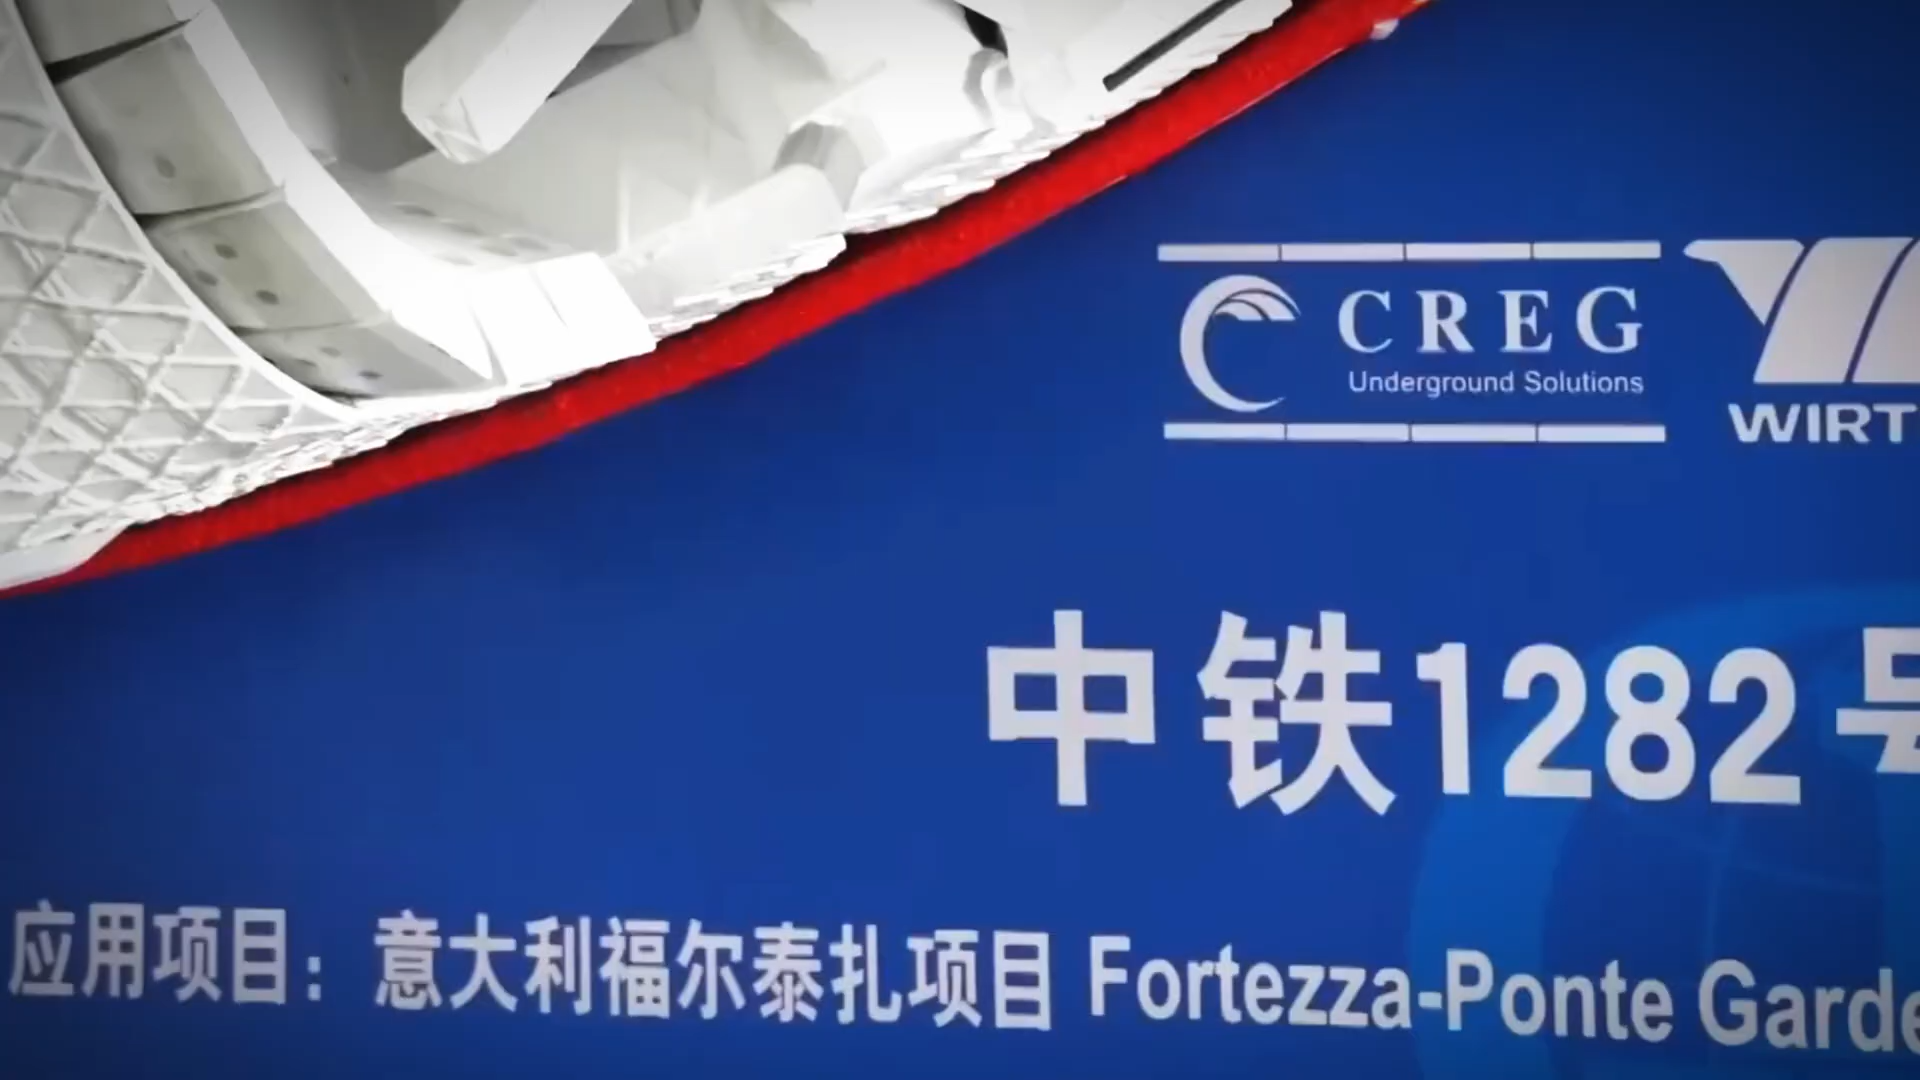 CREG
Underground Solutions
WIRT
中铁1282号
应用项目：意大利福尔泰扎项目 Fortezza-Ponte Garde